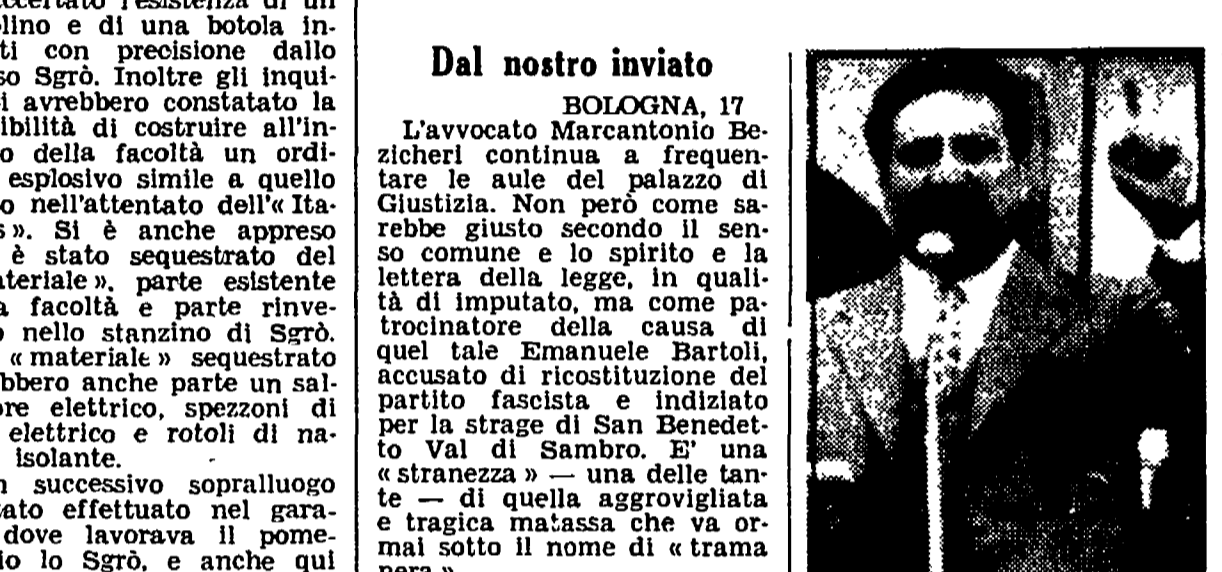 lino e di una botola in-
ti con precisione dallo
so Sgrò. Inoltre gli inqui-
i avrebbero constatato la
ibilità di costruire all'in-
o della facoltà un ordi-
esplosivo simile a quello
o nell'attentato dell'« Ita-
s ». Si è anche appreso
è stato sequestrato del
ateriale ». parte esistente
a facoltà e parte rinve-
o nello stanzino di Sgrò.
« materiale » sequestrato
bbero anche parte un sal-
ore elettrico, spezzoni di
elettrico e rotoli di na-
isolante.
n successivo sopralluogo
ato effettuato nel gara-
dove lavorava il pome-
io lo Sgrò, e anche qui
Dal nostro inviato
BOLOGNA, 17
L'avvocato Marcantonio Be-
zicheri continua a frequen-
tare le aule del palazzo di
Giustizia. Non però come sa-
rebbe giusto secondo il sen-
so comune e lo spirito e la
lettera della legge, in quali-
tà di imputato, ma come pa-
trocinatore della causa di
quel tale Emanuele Bartoli,
accusato di ricostituzione del
partito fascista e indiziato
per la strage di San Benedet-
to Val di Sambro. E' una
« stranezza » — una delle tan-
te — di quella aggrovigliata
e tragica matassa che va or-
mai sotto il nome di « trama